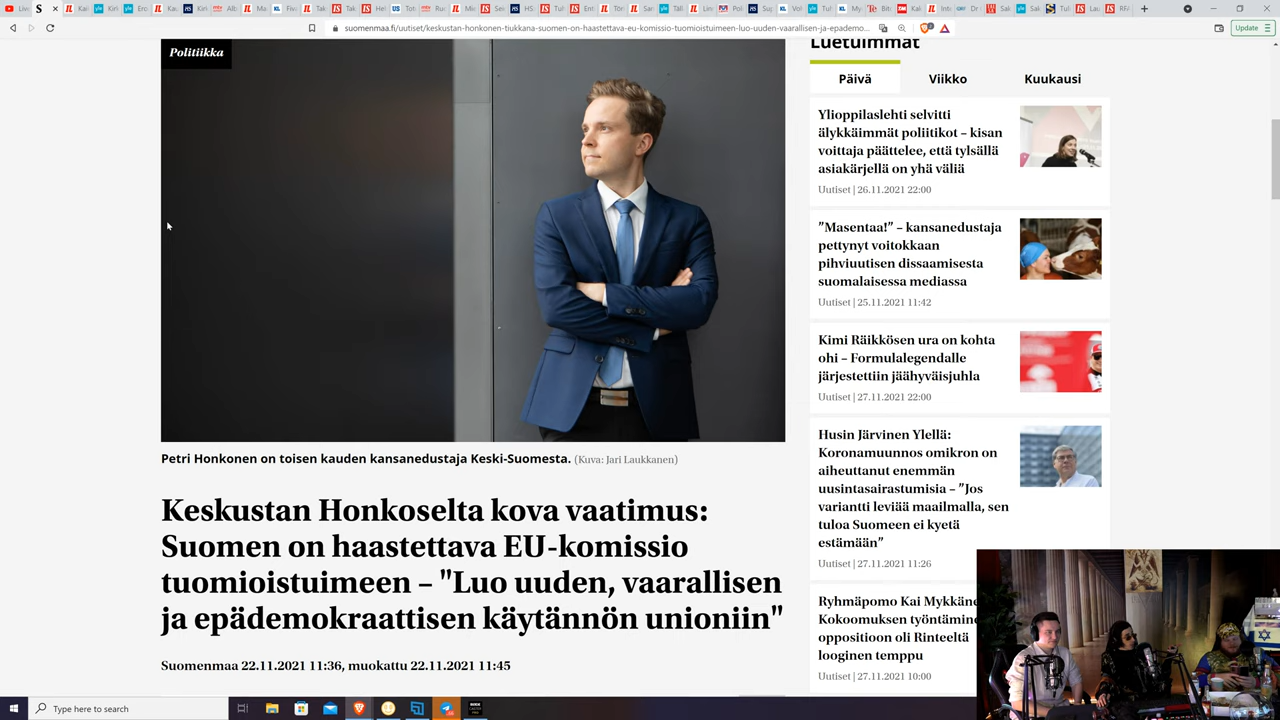 suomenmaa.fi/uutiset/keskustan-honkonen-tiukkana-suomen-on-haastettava-eu-komissio-tuomioistuimeen-luo-uuden-vaarallisen-ja-epademo...
Update
Politiikka
Petri Honkonen on toisen kauden kansanedustaja Keski-Suomesta. (Kuva: Jari Laukkanen)
Keskustan Honkoselta kova vaatimus:
Suomen on haastettava EU-komissio
tuomioistuimeen – "Luo uuden, vaarallisen
ja epädemokraattisen käytännön unioniin"
Suomenmaa 22.11.2021 11:36, muokattu 22.11.2021 11:45
Luetuimmat
Päivä Viikko Kuukausi
Ylioppilaslehti selvitti
älykkäimmät poliitikot – kisan
voittaja päättelee, että tylsällä
asiakärjellä on yhä väliä
Uutiset | 26.11.2021 22:00
”Masentaa!” – kansanedustaja
pettynyt voitokkaan
pihviuutisen dissaamisesta
suomalaisessa mediassa
Uutiset | 25.11.2021 11:42
Kimi Räikkösen ura on kohta
ohi – Formulalegendalle
järjestettiin jäähyväisjuhla
Uutiset | 27.11.2021 22:00
Husin Järvinen Ylellä:
Koronamuunnos omikron on
aiheuttanut enemmän
uusintasairastumisia – ”Jos
variantti leviää maailmalla, sen
tuloa Suomeen ei kyetä
estämään”
Uutiset | 27.11.2021 11:26
Ryhmäpomo Kai Mykkäne
Kokoomuksen työntämine
oppositioon oli Rinteeltä
looginen temppu
Uutiset | 27.11.2021 10:00
Type here to search